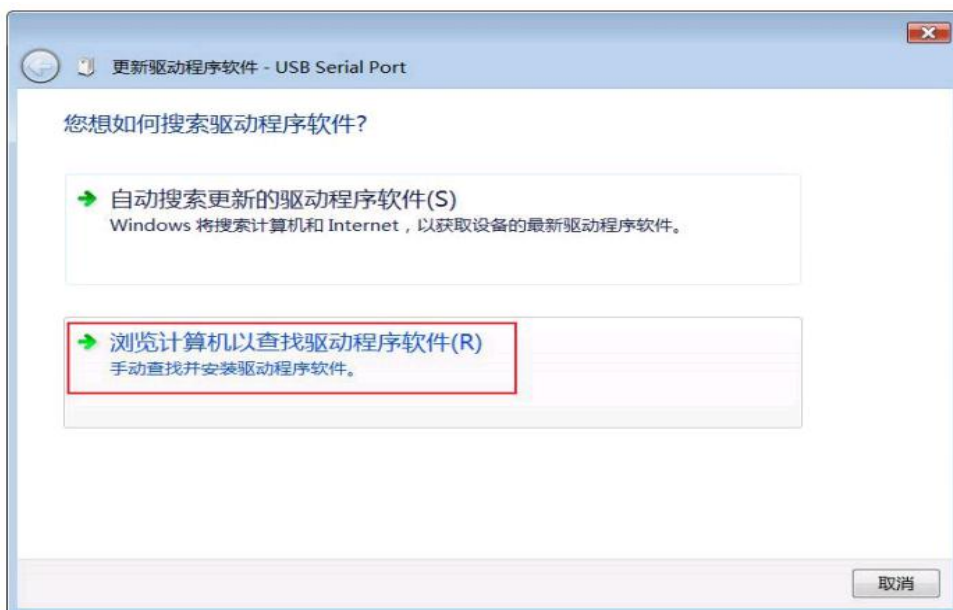 更新驱动程序软件 - USB Serial Port
您想如何搜索驱动程序软件?
自动搜索更新的驱动程序软件(S)
Windows 将搜索计算机和 Internet，以获取设备的最新驱动程序软件。
浏览计算机以查找驱动程序软件(R)
手动查找并安装驱动程序软件。
取消